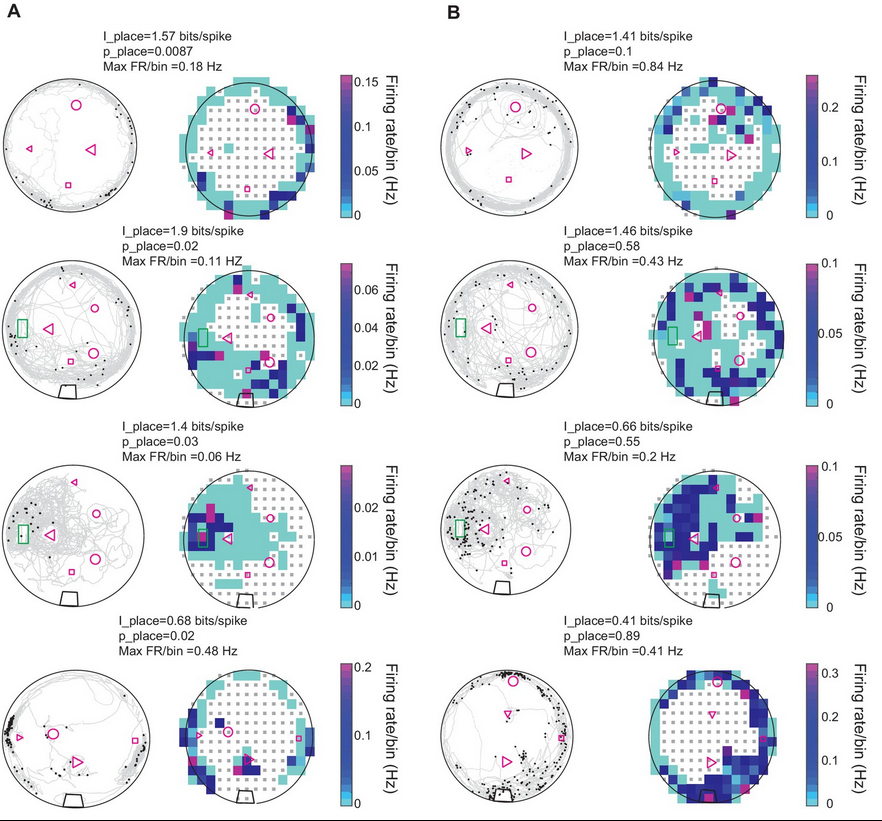 A
B
I_place=1.57 bits/spike
p_place=0.0087
Max FR/bin =0.18 Hz
0.15
0.1
0.05
0
Firing rate/bin (Hz)
I_place=1.41 bits/spike
p_place=0.1
Max FR/bin =0.84 Hz
0.2
0.1
0
Firing rate/bin (Hz)
I_place=1.9 bits/spike
p_place=0.02
Max FR/bin =0.11 HZ
0.06
0.04
0.02
0
Firing rate/bin (Hz)
I_place=1.46 bits/spike
p_place=0.58
Max FR/bin =0.43 Hz
0.1
0.05
0
Firing rate/bin (Hz)
I_place=1.4 bits/spike
p_place=0.03
Max FR/bin =0.06 Hz
0.02
0.01
0
Firing rate/bin (Hz)
I_place=0.66 bits/spike
p_place=0.55
Max FR/bin =0.2 Hz
0.1
0.05
0
Firing rate/bin (Hz)
I_place=0.68 bits/spike
p_place=0.02
Max FR/bin =0.48 Hz
0.2
0.1
0
Firing rate/bin (Hz)
I_place=0.41 bits/spike
p_place=0.89
Max FR/bin =0.41 Hz
0.3
0.2
0.1
0
Firing rate/bin (Hz)